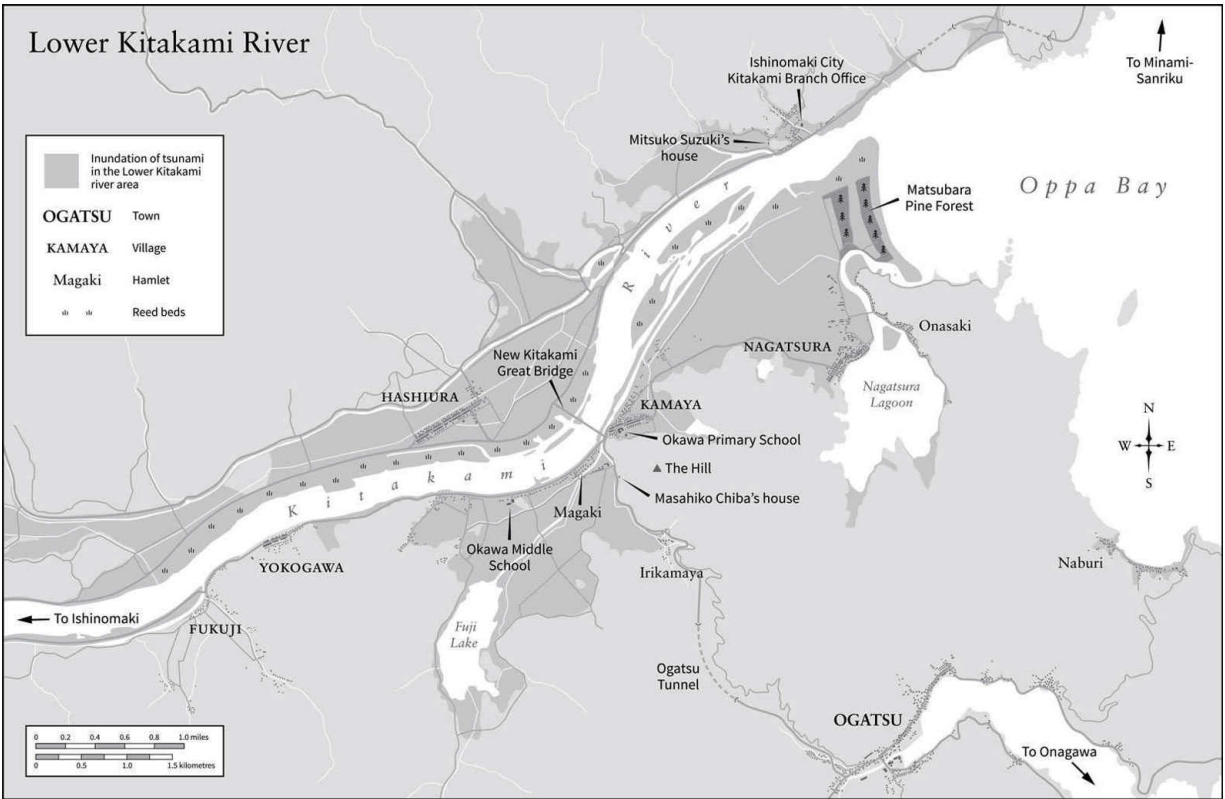 Lower Kitakami River
Ishinomaki City
Kitakami Branch Office
To Minami-
Sanriku
Mitsuko Suzuki's
house
Inundation of tsunami
in the Lower Kitakami
river area
OGATSU Town
KAMAYA Village
Magaki Hamlet
Reed beds
Oppa Bay
Matsubara
Pine Forest
River
Onasaki
NAGATSURA
New Kitakami
Great Bridge
Nagatsura
Lagoon
HASHIURA
KAMAYA
N
W E
S
Okawa Primary School
The Hill
Kitakami
Masahiko Chiba's house
Magaki
Okawa Middle
School
YOKOGAWA
Irikamaya
Naburi
To Ishinomaki
FUKUJI
Fuji
Lake
Ogatsu
Tunnel
OGATSU
To Onagawa
0 0.2 0.4 0.6 0.8 1.0 miles
0 0.5 1.0 1.5 kilometres